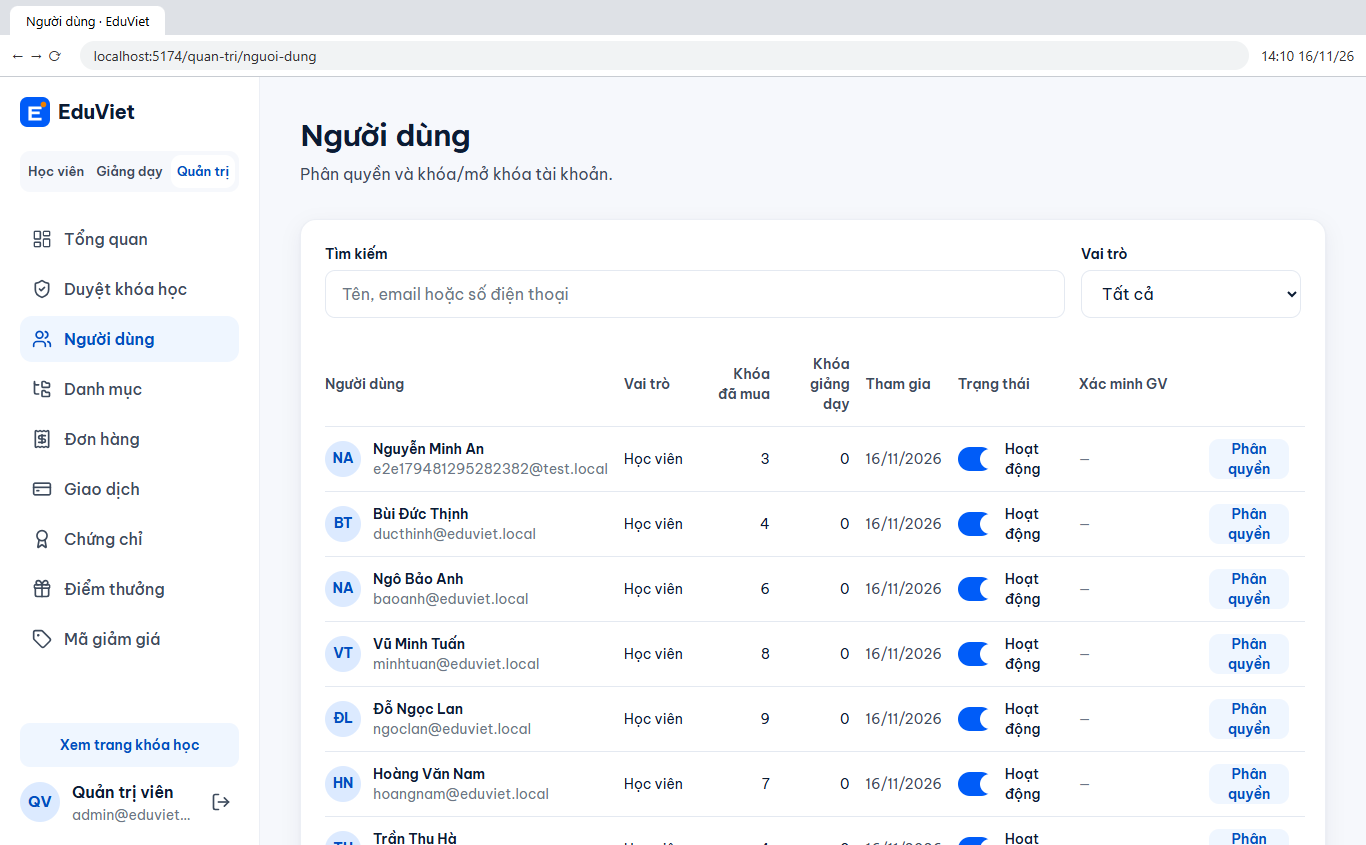 Người dùng · EduViet
localhost:5174/quan-tri/nguoi-dung
14:10 16/11/26
EduViet
Học viên Giảng dạy Quản trị
Tổng quan
Duyệt khóa học
Người dùng
Danh mục
Đơn hàng
Giao dịch
Chứng chỉ
Điểm thưởng
Mã giảm giá
Xem trang khóa học
QV
Quản trị viên
admin@eduviet...
Người dùng
Phân quyền và khóa/mở khóa tài khoản.
Tìm kiếm
Vai trò
Tên, email hoặc số điện thoại
Tất cả
Người dùng
Vai trò
Khóa
đã mua
Khóa
giảng
dạy
Tham gia
Trạng thái
Xác minh GV
NA
Nguyễn Minh An
e2e179481295282382@test.local
Học viên
3
0
16/11/2026
Hoạt
động
—
Phân
quyền
BT
Bùi Đức Thịnh
ducthinh@eduviet.local
Học viên
4
0
16/11/2026
Hoạt
động
—
Phân
quyền
NA
Ngô Bảo Anh
baoanh@eduviet.local
Học viên
6
0
16/11/2026
Hoạt
động
—
Phân
quyền
VT
Vũ Minh Tuấn
minhtuan@eduviet.local
Học viên
8
0
16/11/2026
Hoạt
động
—
Phân
quyền
ĐL
Đỗ Ngọc Lan
ngoclan@eduviet.local
Học viên
9
0
16/11/2026
Hoạt
động
—
Phân
quyền
HN
Hoàng Văn Nam
hoangnam@eduviet.local
Học viên
7
0
16/11/2026
Hoạt
động
—
Phân
quyền
Trần Thu Hà
Hoạt
Phân